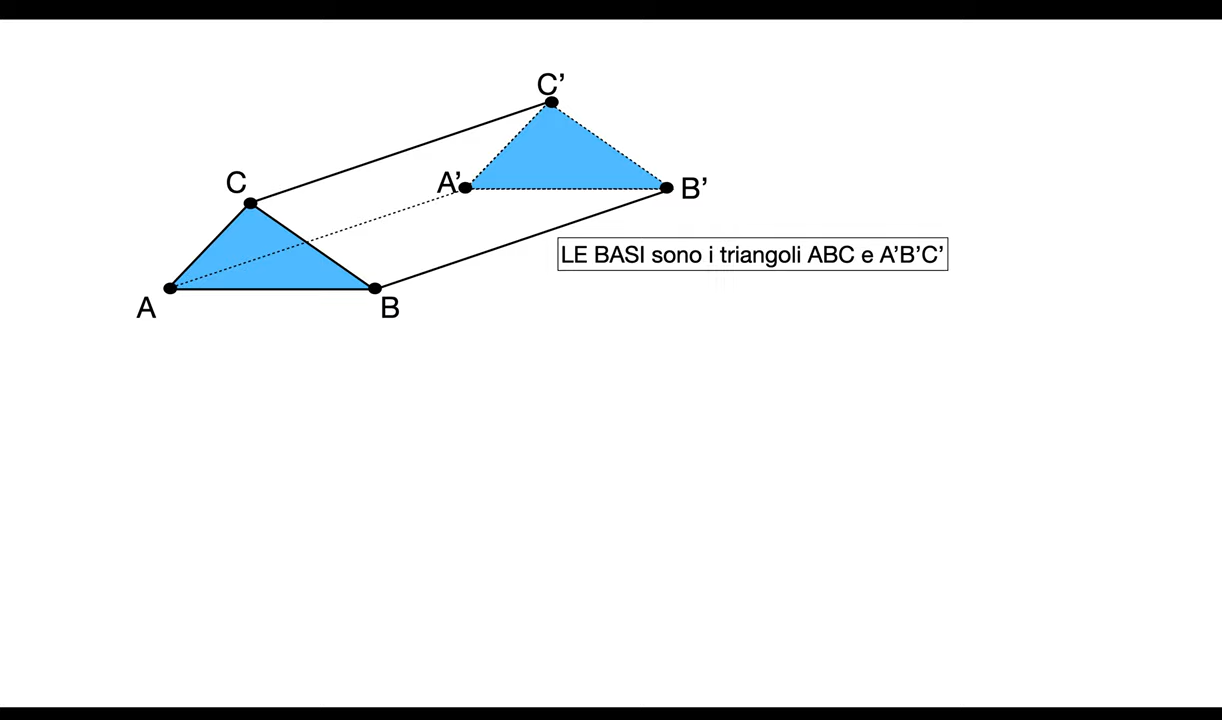 C’
C
A’
B’
LE BASI sono i triangoli ABC e A’B’C’
A
B